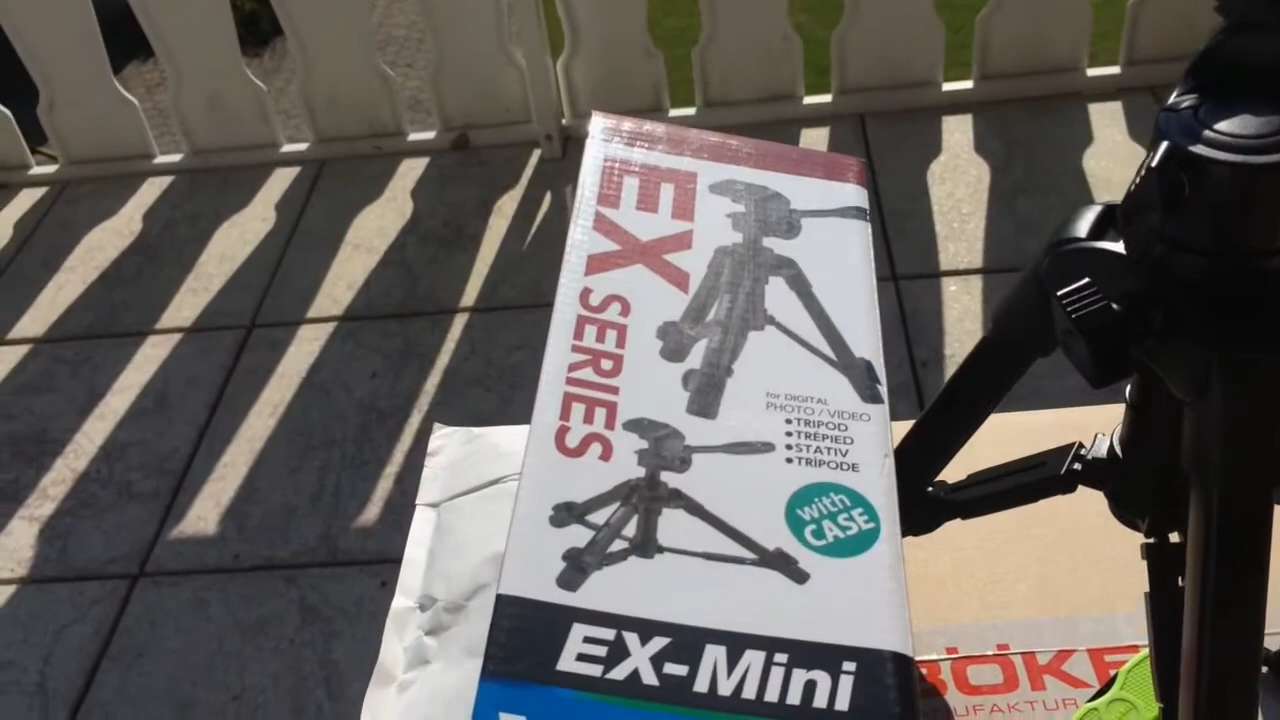 EX
SERIES
for DIGITAL
PHOTO / VIDEO
•TRIPOD
•TRÉPIED
•STATIV
•TRÍPODE
with
CASE
EX-Mini